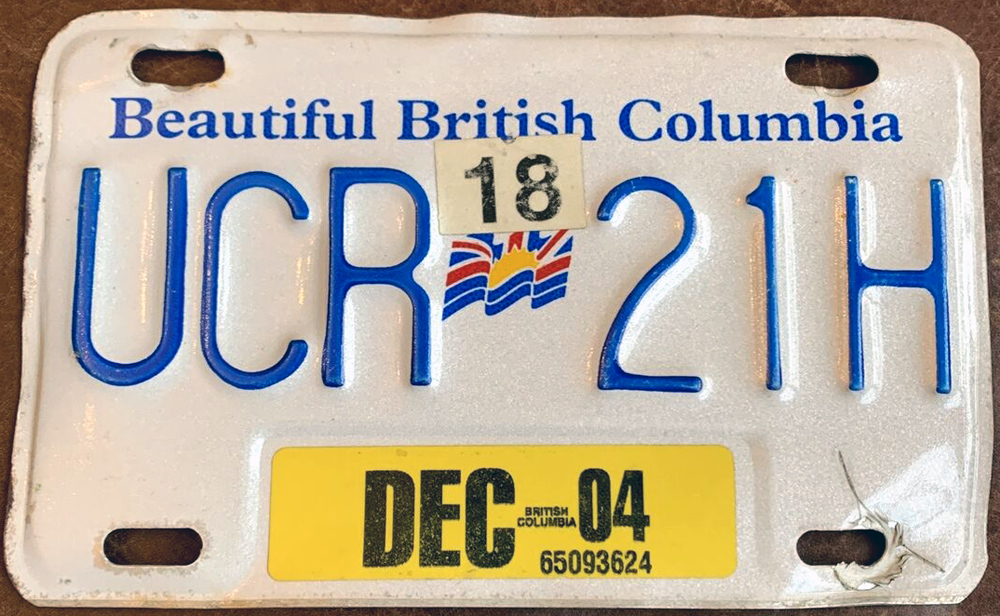 Beautiful British Columbia
18
UCR 21H
DEC BRITISH COLUMBIA 04
65093624